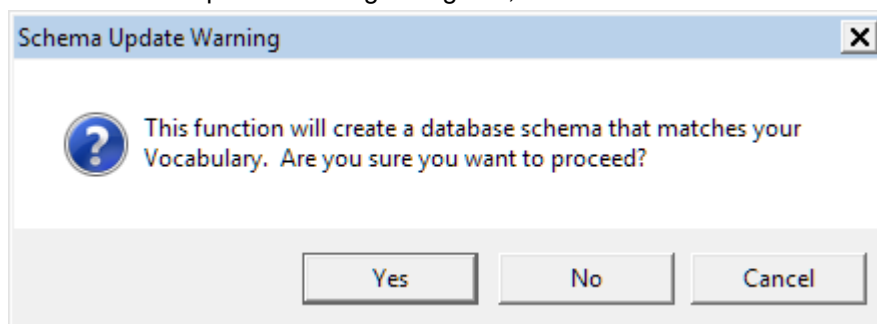 Schema Update Warning
This function will create a database schema that matches your
Vocabulary. Are you sure you want to proceed?
Yes No Cancel